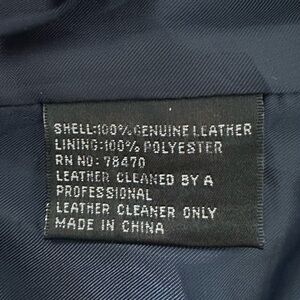 SHELL:100% GENUINE LEATHER
LINING:100% POLYESTER
RN NO: 78470
LEATHER CLEANED BY A
PROFESSIONAL
LEATHER CLEANER ONLY
MADE IN CHINA